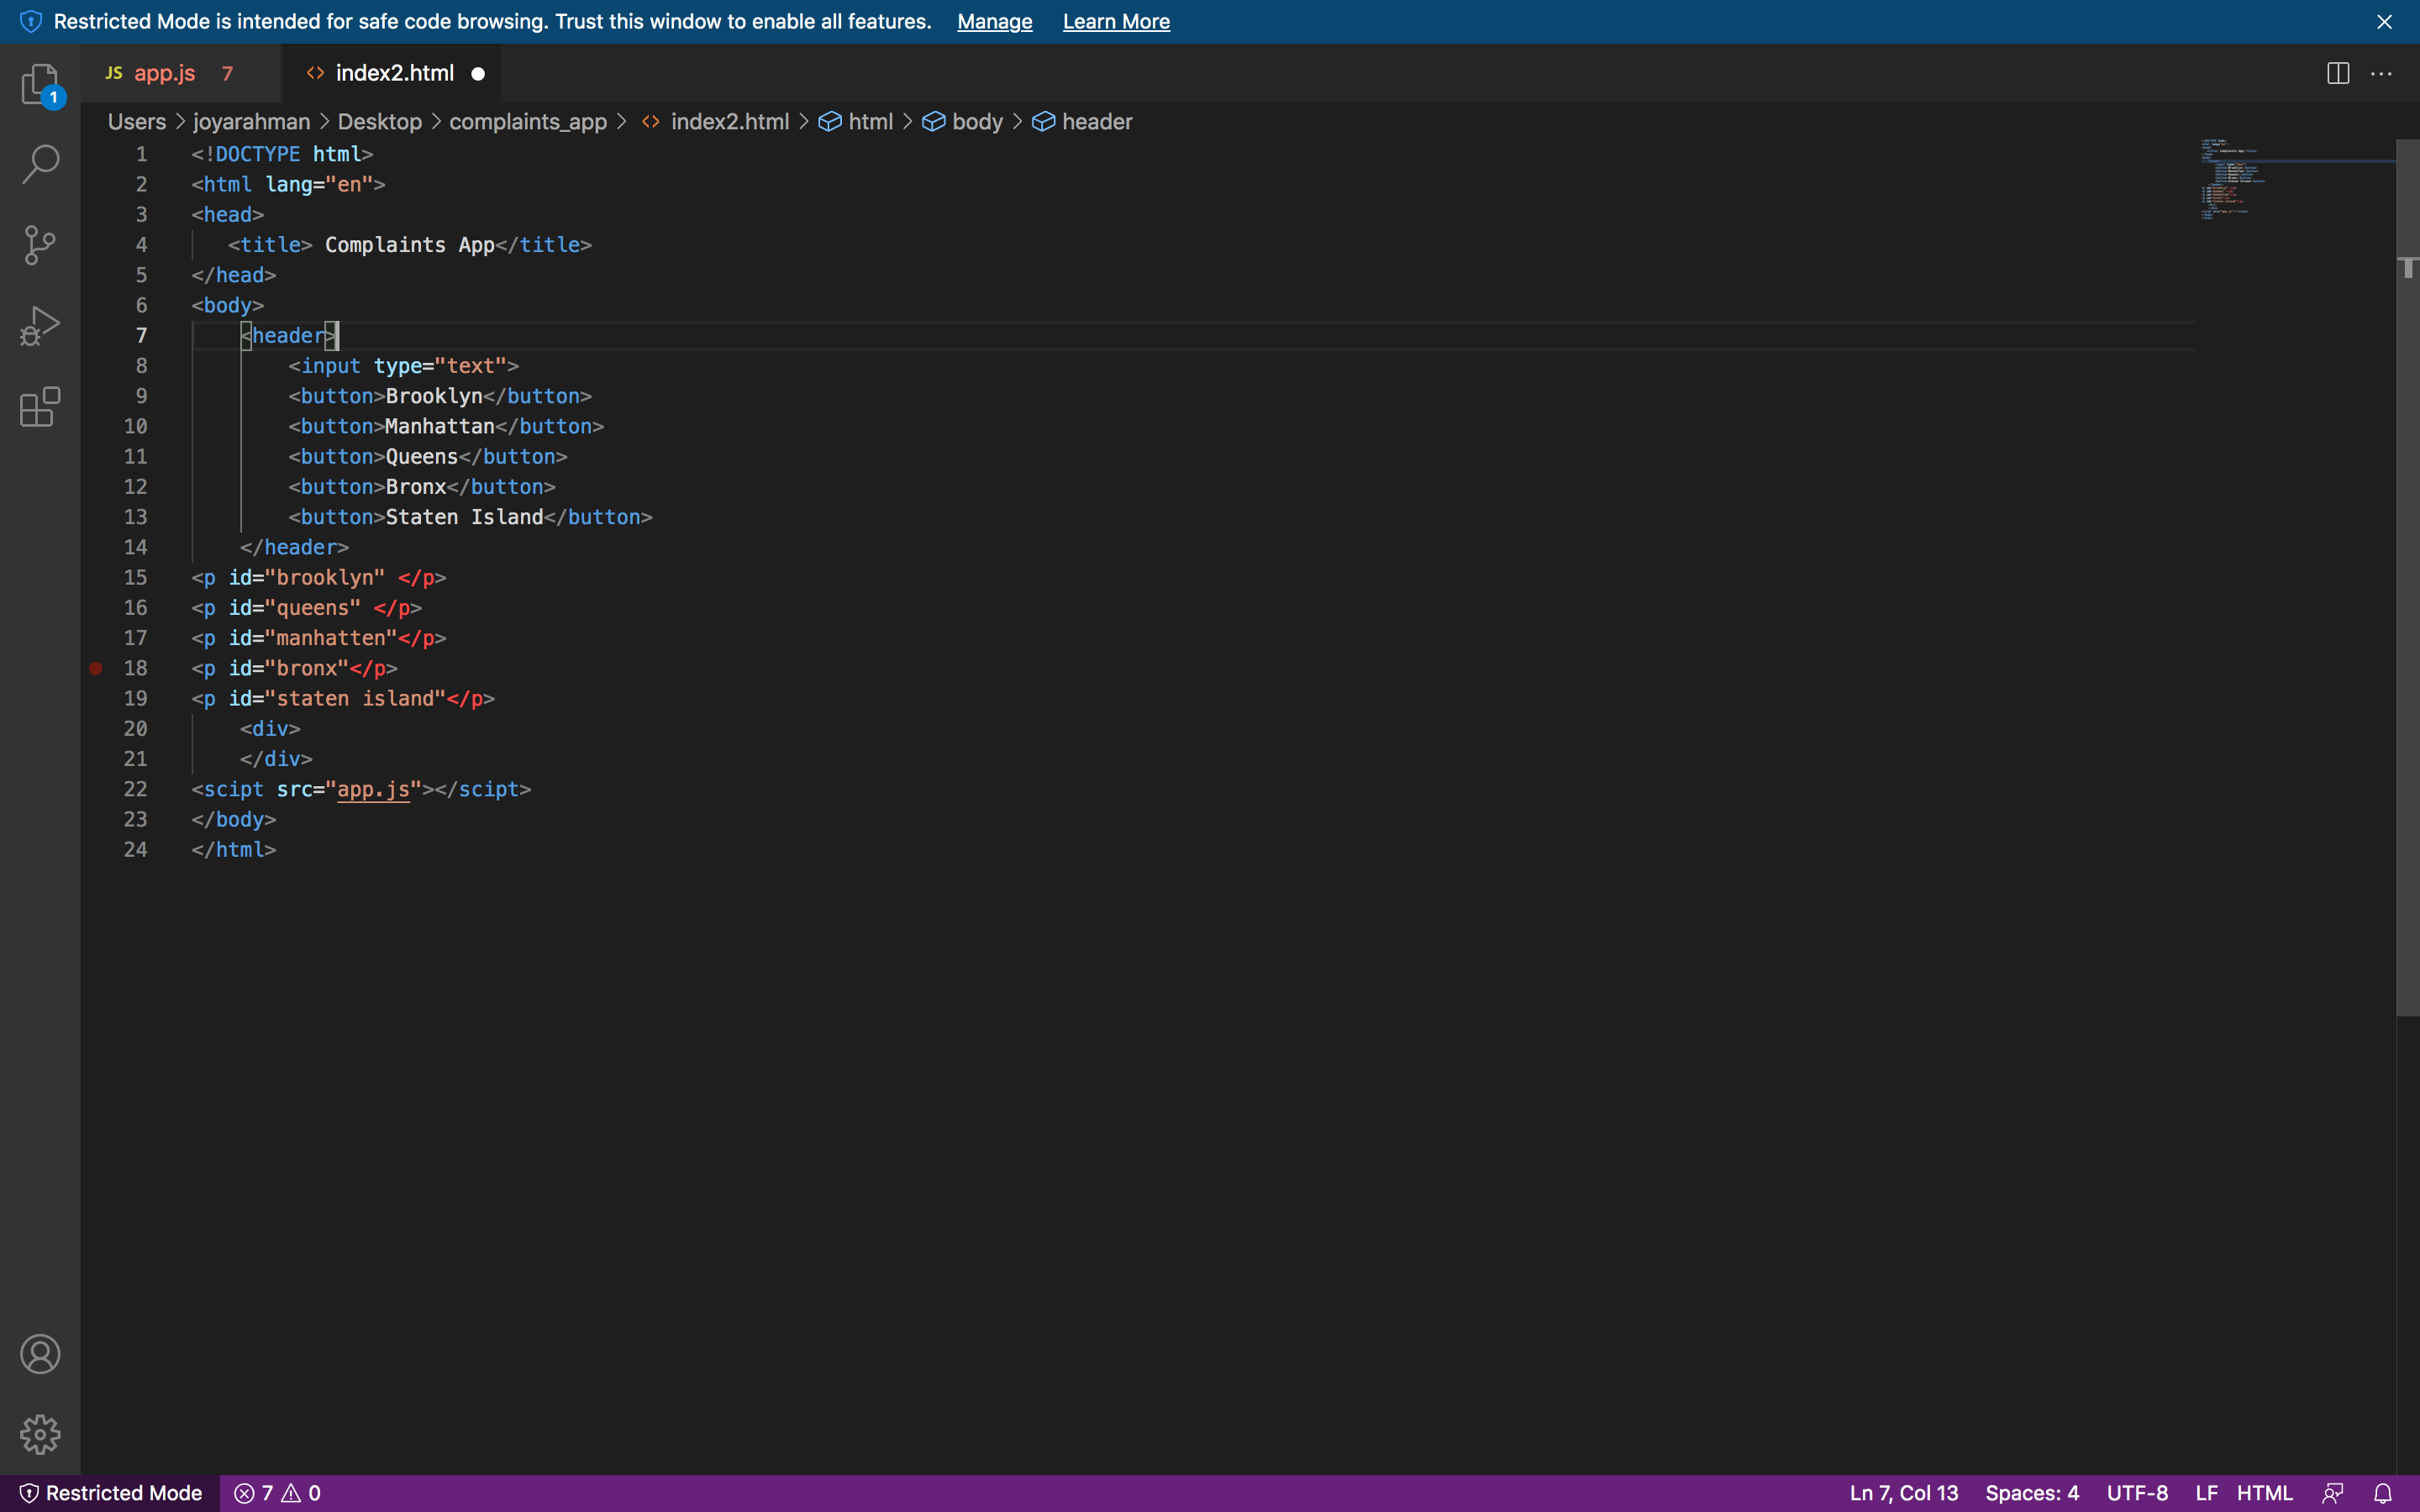 Restricted Mode is intended for safe code browsing. Trust this window to enable all features. Manage Learn More
1
JS app.js 7 <> index2.html
Users > joyarahman > Desktop > complaints_app > <> index2.html > html > body > header
1 <!DOCTYPE html>
2 <html lang="en">
3 <head>
4 <title> Complaints App</title>
5 </head>
6 <body>
7 <header>
8 <input type="text">
9 <button>Brooklyn</button>
10 <button>Manhattan</button>
11 <button>Queens</button>
12 <button>Bronx</button>
13 <button>Staten Island</button>
14 </header>
15 <p id="brooklyn" </p>
16 <p id="queens" </p>
17 <p id="manhatten"</p>
18 <p id="bronx"</p>
19 <p id="staten island"</p>
20 <div>
21 </div>
22 <scipt src="app.js"></scipt>
23 </body>
24 </html>
Restricted Mode 7 0 Ln 7, Col 13 Spaces: 4 UTF-8 LF HTML